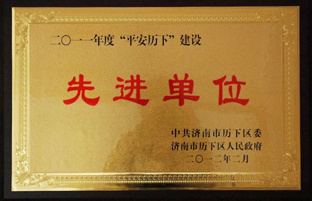 二〇一一年度“平安历下”建设
先进单位
中共济南市历下区委
济南市历下区人民政府
二〇一二年二月